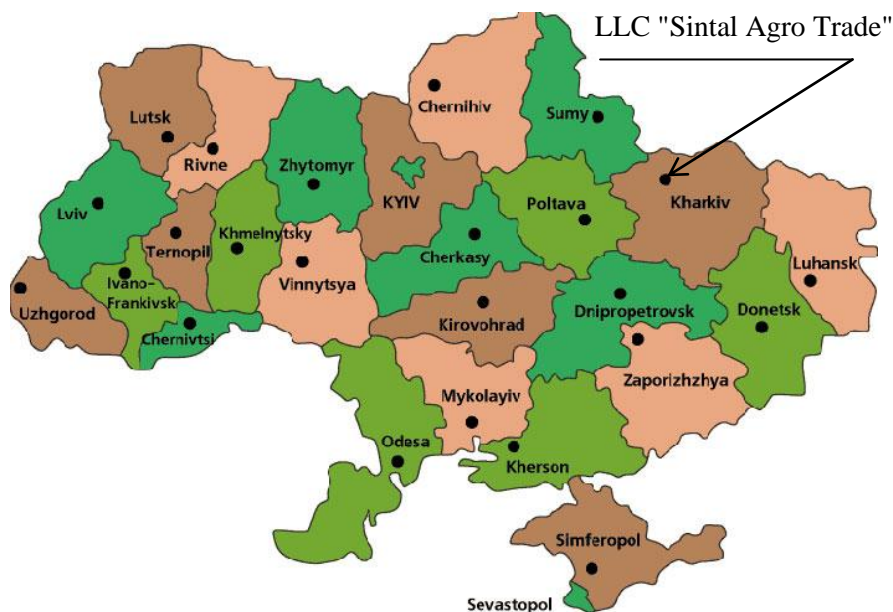 LLC "Sintal Agro Trade"
Chernihiv
Sumy
Lutsk
Rivne
Zhytomyr
KYIV
Poltava
Kharkiv
Lviv
Ternopil
Khmelnytsky
Cherkasy
Luhansk
Uzhgorod
Ivano-
Frankivsk
Vinnytsya
Chernivtsi
Kirovohrad
Dnipropetrovsk
Donetsk
Zaporizhzhya
Mykolayiv
Odesa
Kherson
Simferopol
Sevastopol